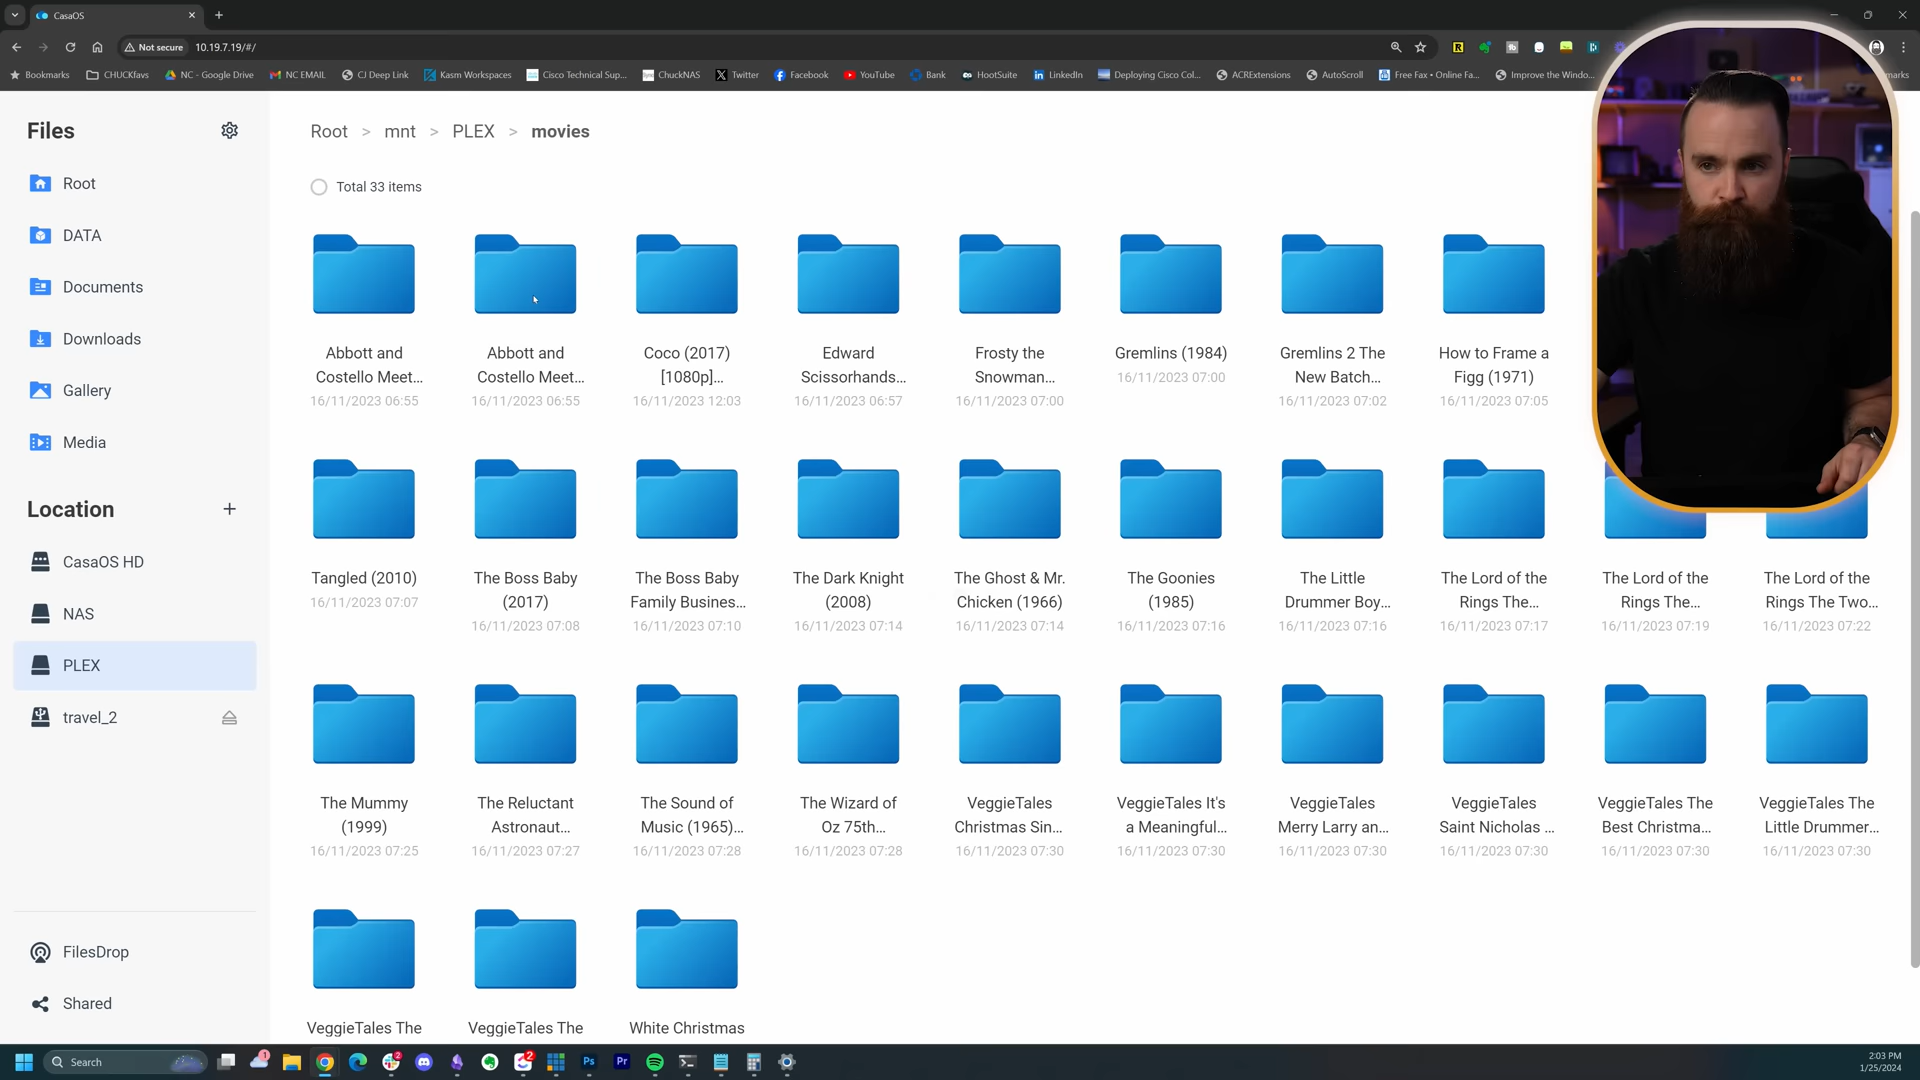 CasaOS
Not secure
10.19.7.19/#/
Bookmarks
CHUCKfavs
NC - Google Drive
NC EMAIL
CJ Deep Link
Kasm Workspaces
Cisco Technical Sup...
ChuckNAS
Twitter
Facebook
YouTube
Bank
HootSuite
LinkedIn
Deploying Cisco Col...
ACRExtensions
AutoScroll
Free Fax • Online Fa...
Improve the Windo...
Files
Root
DATA
Documents
Downloads
Gallery
Media
Location
+
CasaOS HD
NAS
PLEX
travel_2
FilesDrop
Shared
Root > mnt > PLEX > movies
Total 33 items
Abbott and
Costello Meet...
16/11/2023 06:55
Abbott and
Costello Meet...
16/11/2023 06:55
Coco (2017)
[1080p]...
16/11/2023 12:03
Edward
Scissorhands...
16/11/2023 06:57
Frosty the
Snowman...
16/11/2023 07:00
Gremlins (1984)
16/11/2023 07:00
Gremlins 2 The
New Batch...
16/11/2023 07:02
How to Frame a
Figg (1971)
16/11/2023 07:05
Tangled (2010)
16/11/2023 07:07
The Boss Baby
(2017)
16/11/2023 07:08
The Boss Baby
Family Busines...
16/11/2023 07:10
The Dark Knight
(2008)
16/11/2023 07:14
The Ghost & Mr.
Chicken (1966)
16/11/2023 07:14
The Goonies
(1985)
16/11/2023 07:16
The Little
Drummer Boy...
16/11/2023 07:16
The Lord of the
Rings The...
16/11/2023 07:17
The Lord of the
Rings The...
16/11/2023 07:19
The Lord of the
Rings The Two...
16/11/2023 07:22
The Mummy
(1999)
16/11/2023 07:25
The Reluctant
Astronaut...
16/11/2023 07:27
The Sound of
Music (1965)...
16/11/2023 07:28
The Wizard of
Oz 75th...
16/11/2023 07:28
VeggieTales
Christmas Sin...
16/11/2023 07:30
VeggieTales It's
a Meaningful...
16/11/2023 07:30
VeggieTales
Merry Larry an...
16/11/2023 07:30
VeggieTales
Saint Nicholas ...
16/11/2023 07:30
VeggieTales The
Best Christma...
16/11/2023 07:30
VeggieTales The
Little Drummer...
16/11/2023 07:30
VeggieTales The
VeggieTales The
White Christmas
Search
2:03 PM
1/25/2024